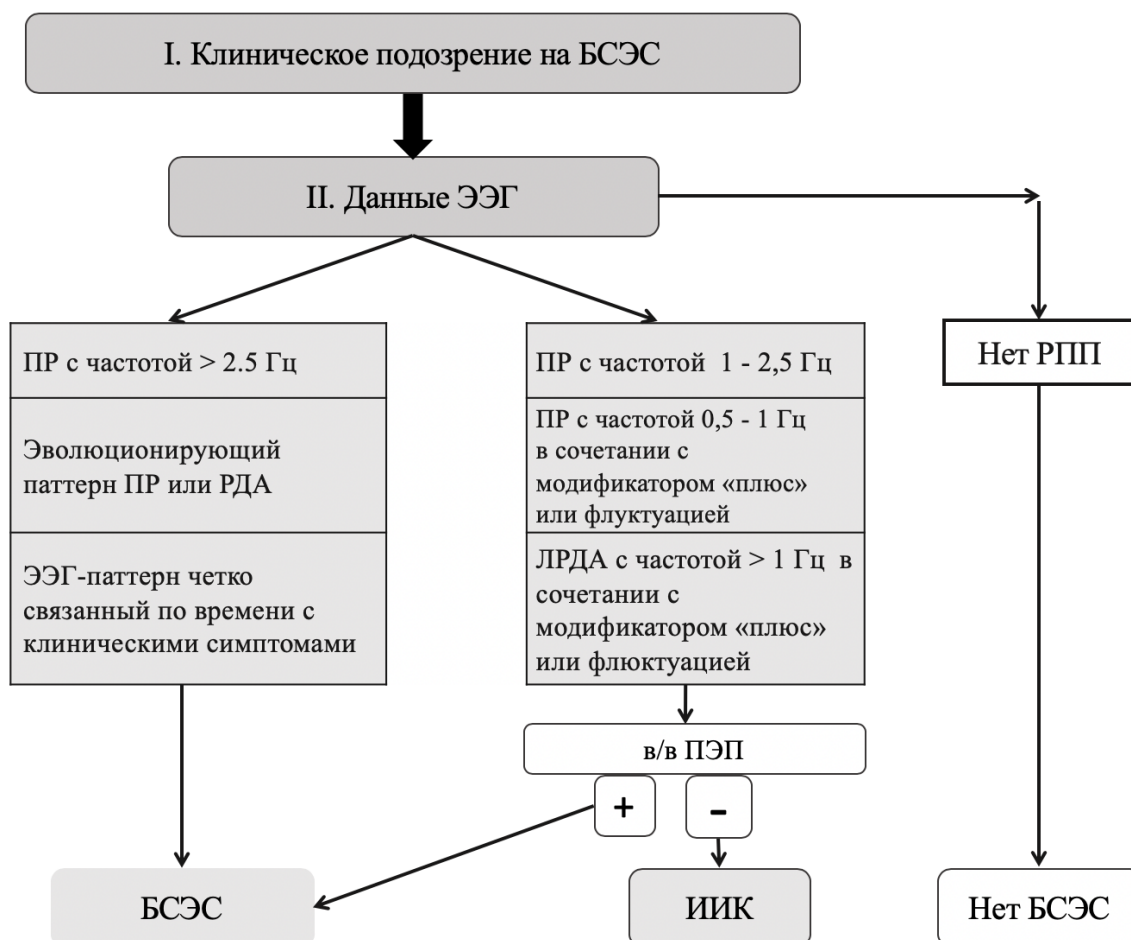 I. Клиническое подозрение на БСЭС
II. Данные ЭЭГ
ПР с частотой > 2.5 Гц
Эволюционирующий
паттерн ПР или РДА
ЭЭГ-паттерн четко
связанный по времени с
клиническими симптомами
ПР с частотой 1 - 2,5 Гц
ПР с частотой 0,5 - 1 Гц
в сочетании с
модификатором «плюс»
или флуктуацией
ЛРДА с частотой > 1 Гц в
сочетании с
модификатором «плюс»
или флюктуацией
Нет РПП
в/в ПЭП
+
-
БСЭС
ИИК
Нет БСЭС